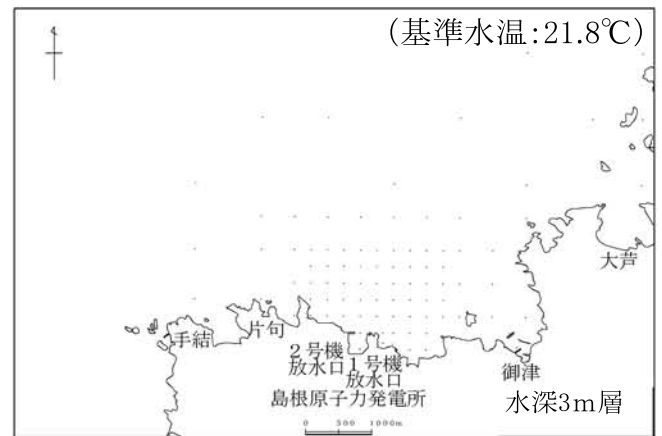 (基準水温:21.8℃)
大芦
手結
片句
2号機
放水口
1号機
放水口
御津
島根原子力発電所
水深3m層
0 500 1000m